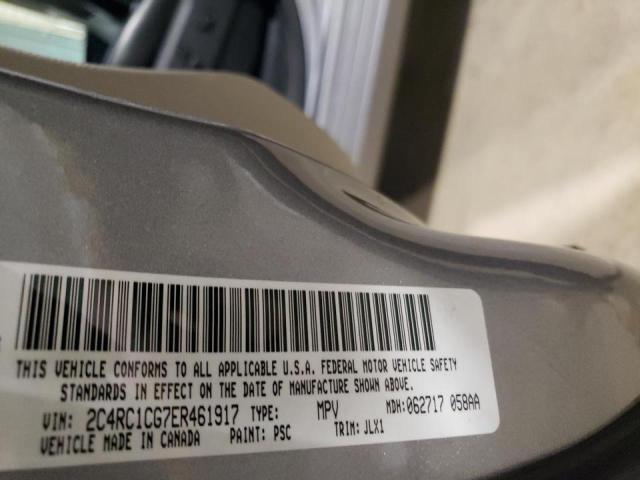 THIS VEHICLE CONFORMS TO ALL APPLICABLE U.S.A. FEDERAL MOTOR VEHICLE SAFETY
STANDARDS IN EFFECT ON THE DATE OF MANUFACTURE SHOWN ABOVE.
VIN: 2C4RC1CG7ER461917 TYPE: MPV MDH:062717 058AA
VEHICLE MADE IN CANADA PAINT: PSC TRIM: JLX1